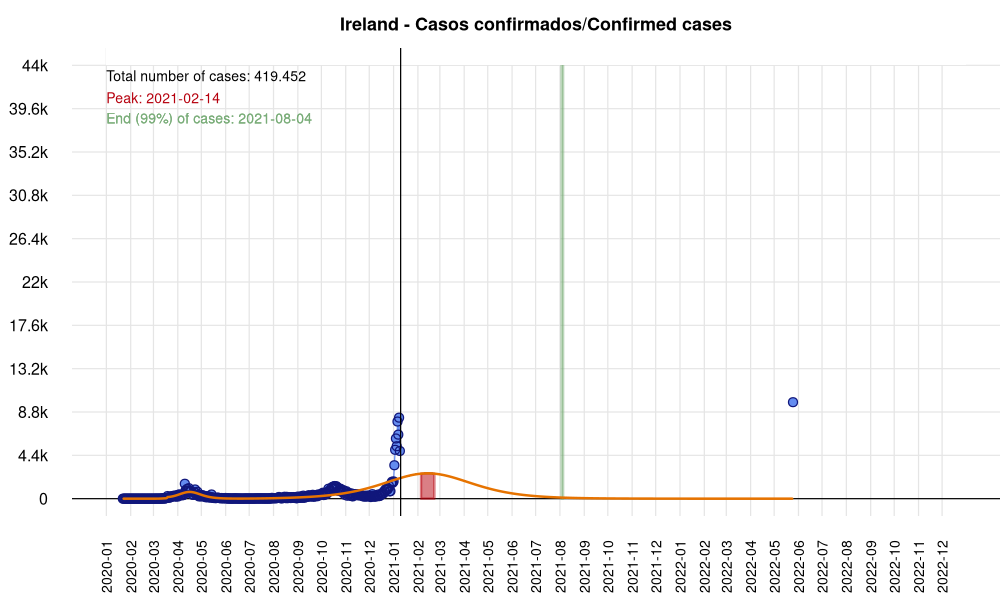 Ireland - Casos confirmados/Confirmed cases
44k
39.6k
35.2k
30.8k
26.4k
22k
17.6k
13.2k
8.8k
4.4k
0
Total number of cases: 419.452
Peak: 2021-02-14
End (99%) of cases: 2021-08-04
2020-01
2020-02
2020-03
2020-04
2020-05
2020-06
2020-07
2020-08
2020-09
2020-10
2020-11
2020-12
2021-01
2021-02
2021-03
2021-04
2021-05
2021-06
2021-07
2021-08
2021-09
2021-10
2021-11
2021-12
2022-01
2022-02
2022-03
2022-04
2022-05
2022-06
2022-07
2022-08
2022-09
2022-10
2022-11
2022-12